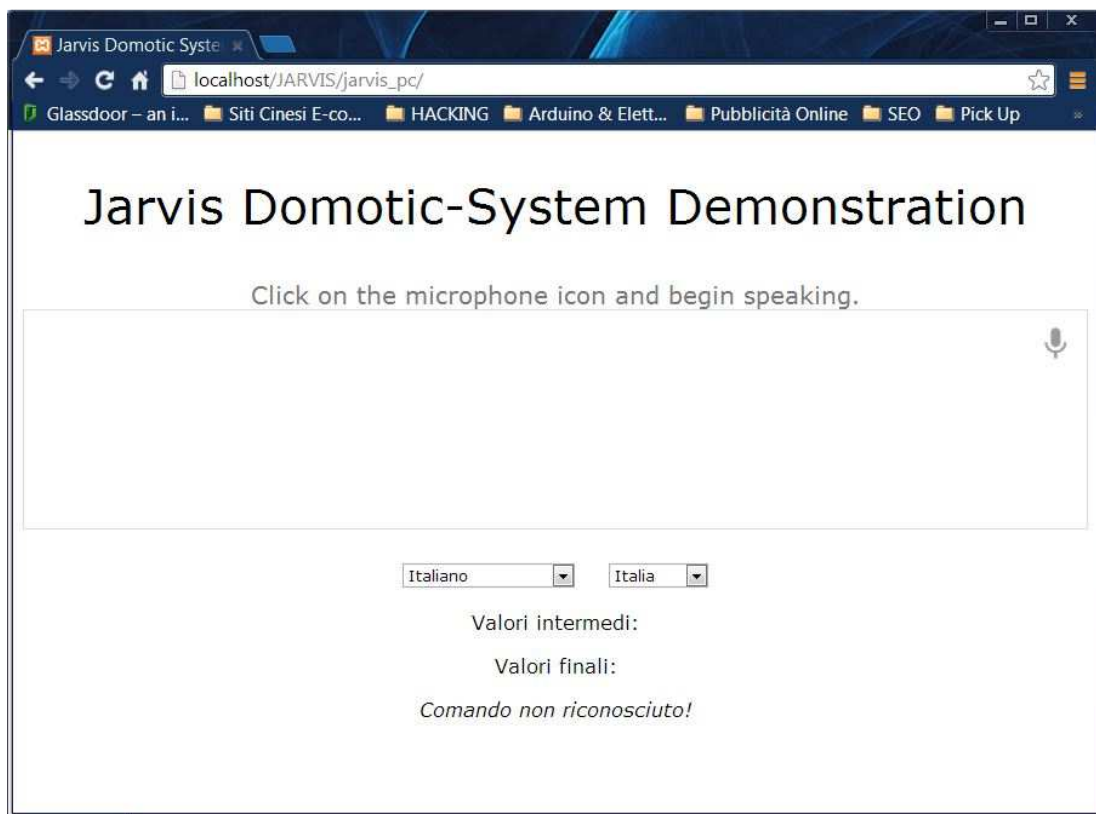 Jarvis Domotic Syste
localhost/JARVIS/jarvis_pc/
Glassdoor – an i... Siti Cinesi E-co... HACKING Arduino & Elett... Pubblicità Online SEO Pick Up »
Jarvis Domotic-System Demonstration
Click on the microphone icon and begin speaking.
Italiano Italia
Valori intermedi:
Valori finali:
Comando non riconosciuto!